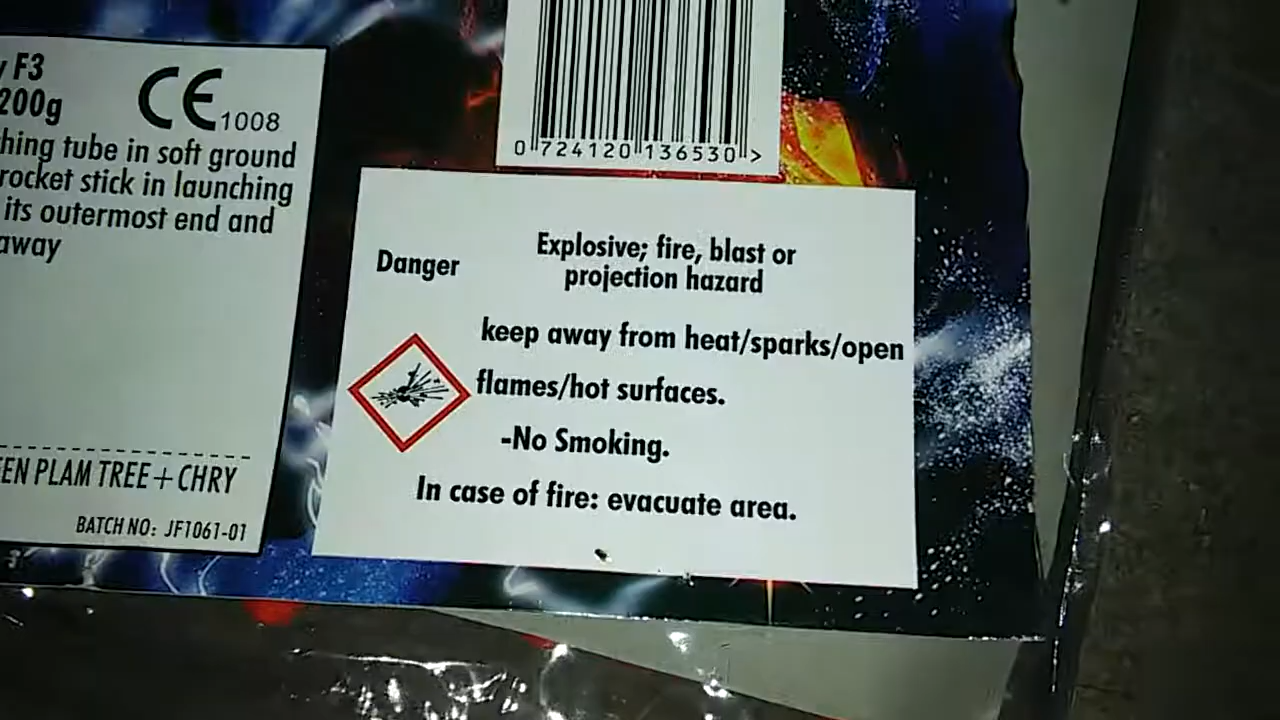 F3
200g
CE 1008
hing tube in soft ground
rocket stick in launching
its outermost end and
away
EEN PLAM TREE+CHRY
BATCH NO: JF1061-01
0 724120 136530 >
Danger
Explosive; fire, blast or
projection hazard
keep away from heat/sparks/open
flames/hot surfaces.
-No Smoking.
In case of fire: evacuate area.